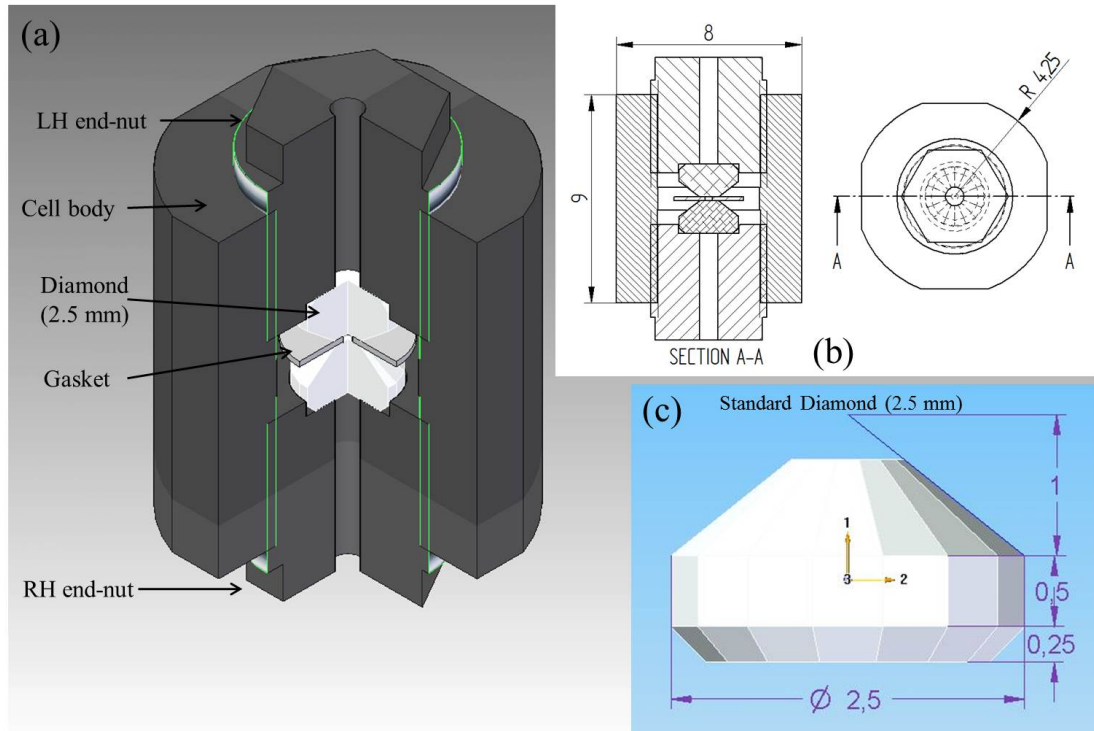 (a)
LH end-nut
Cell body
Diamond
(2.5 mm)
Gasket
RH end-nut
8
9
R 4,25
A
A
SECTION A-A
(b)
(c)
Standard Diamond (2.5 mm)
1
0,5
0,25
Ø 2,5
1
2
3